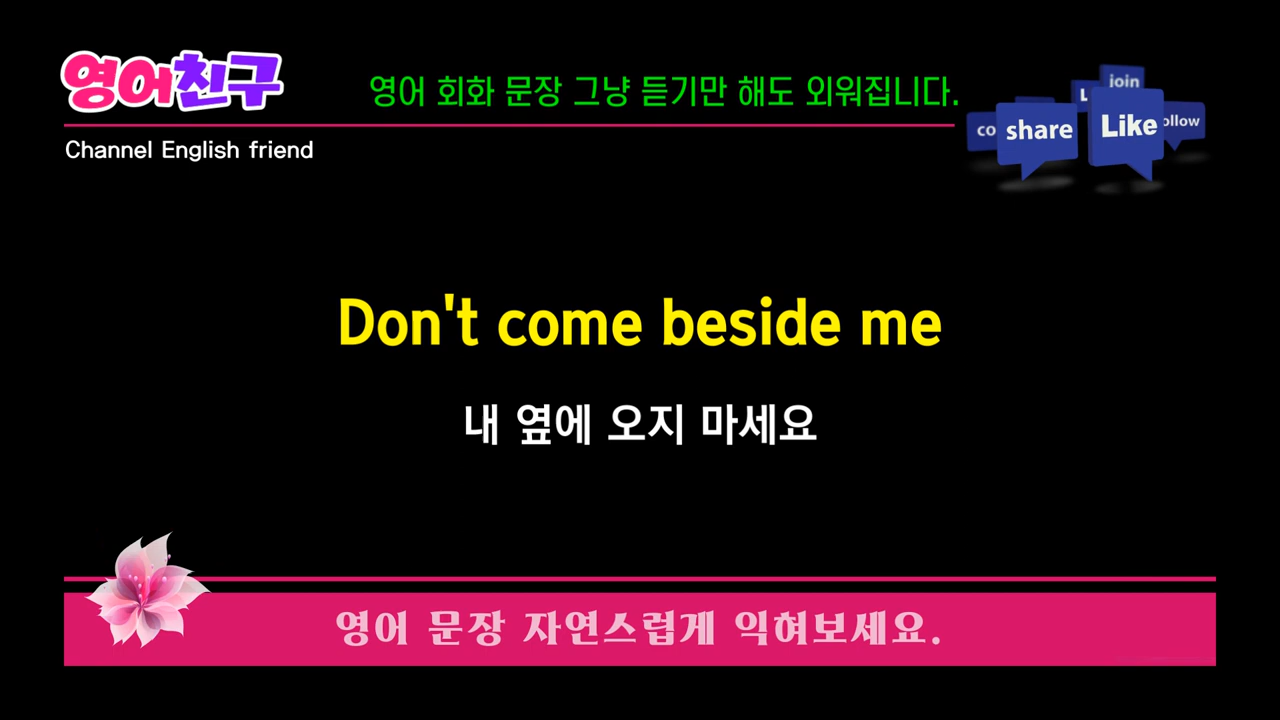 영어친구
영어 회화 문장 그냥 듣기만 해도 외워집니다.
Channel English friend
join
L
co
share
Like
ollow
Don't come beside me
내 옆에 오지 마세요
영어 문장 자연스럽게 익혀보세요.